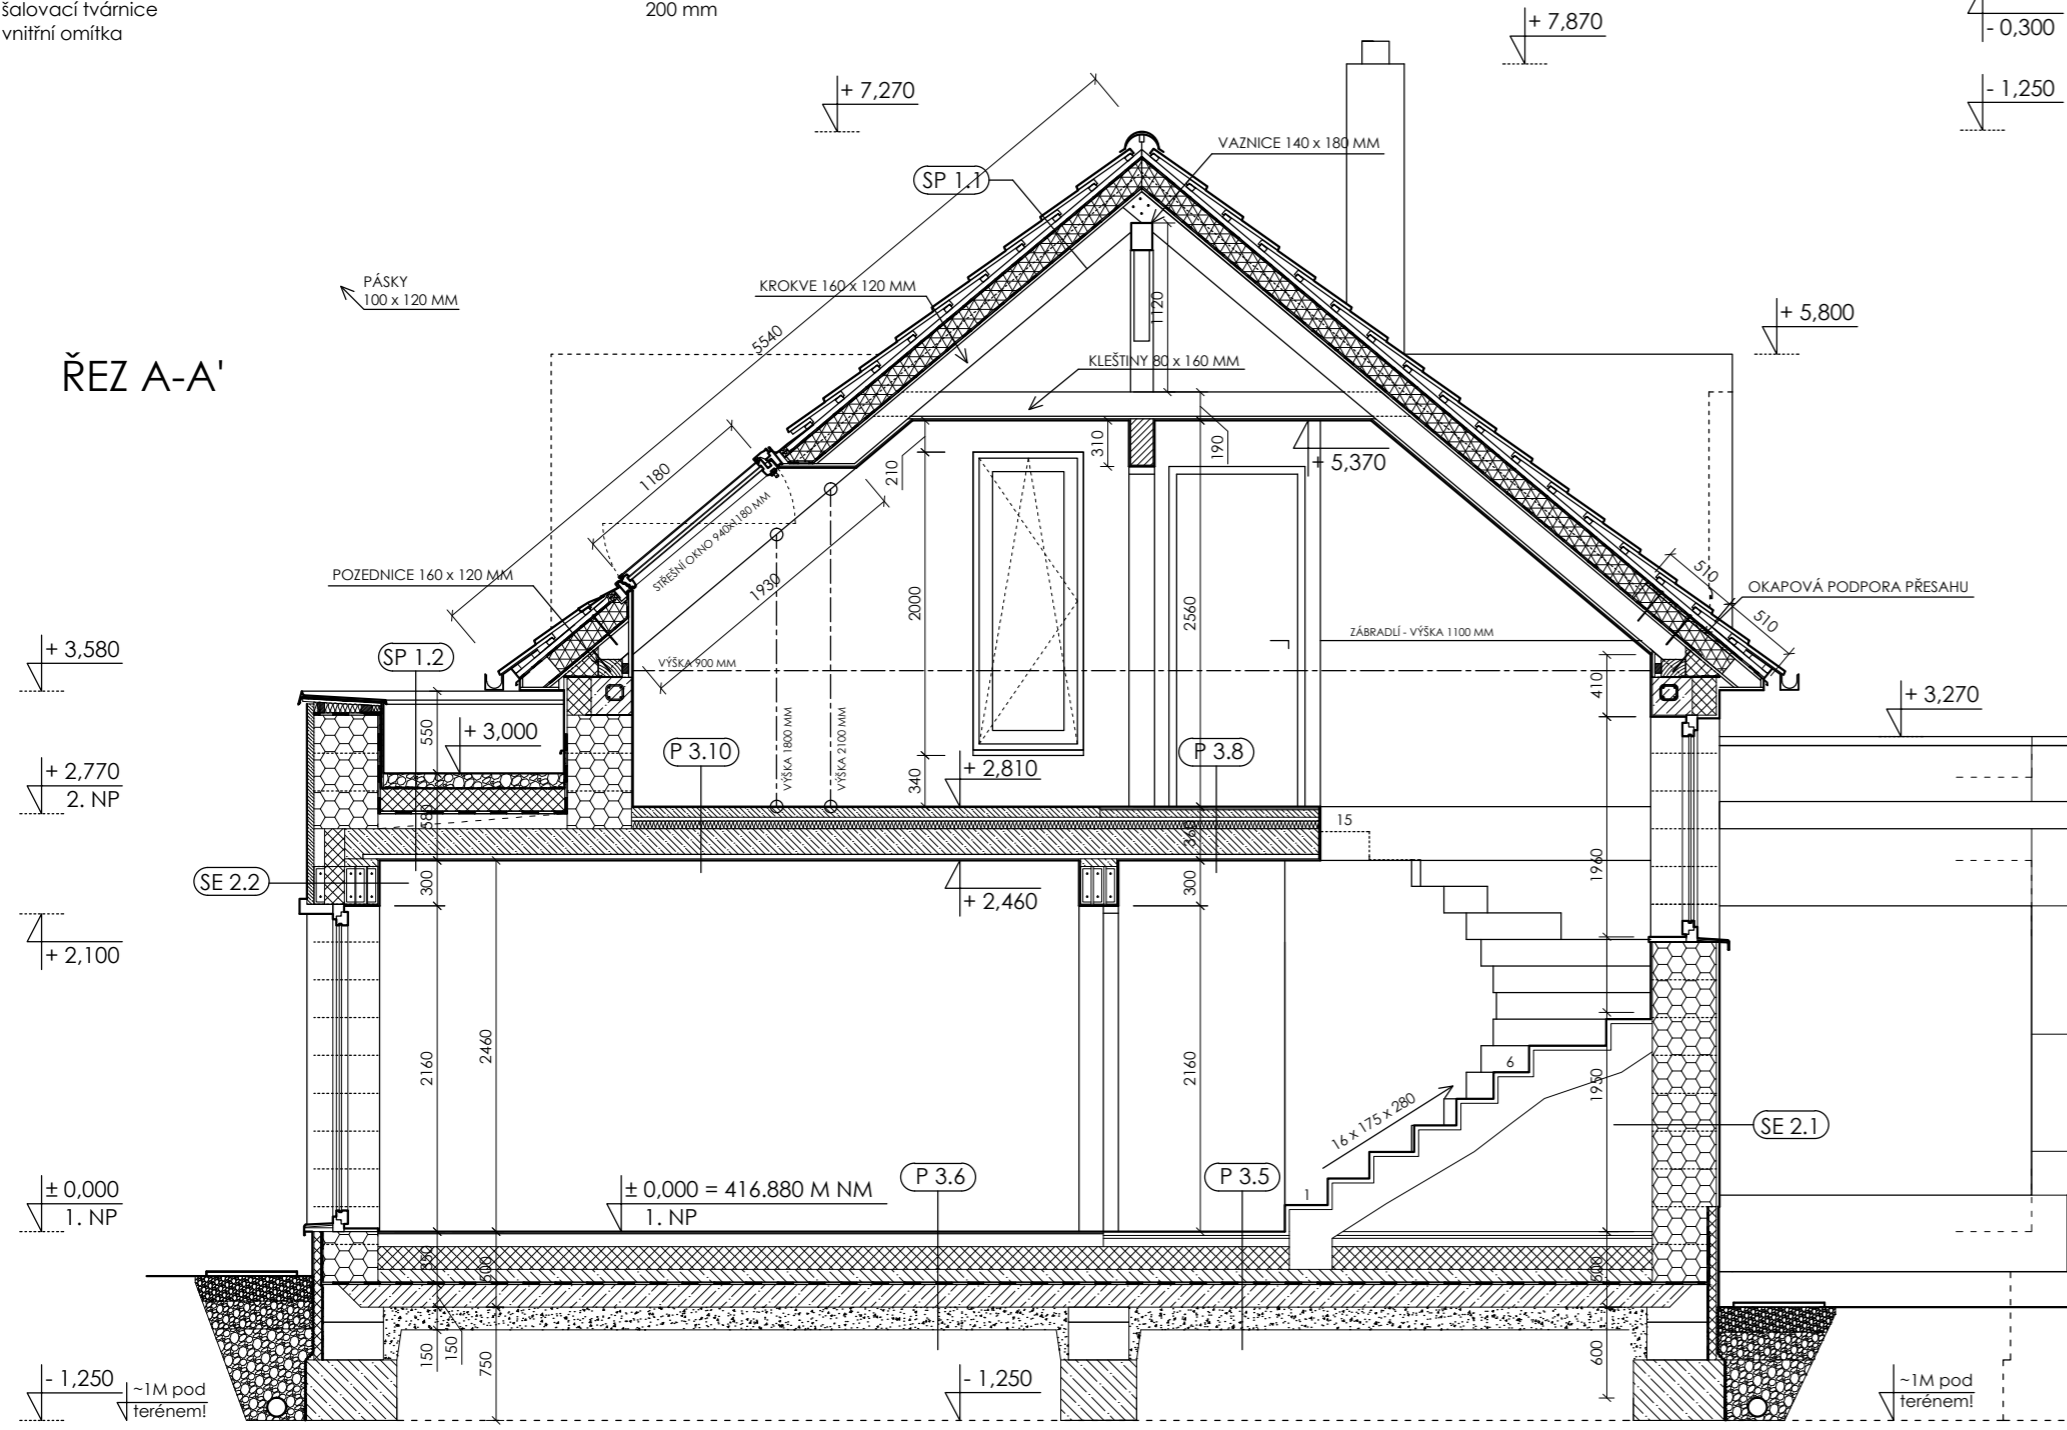 šalovací tvárnice 200 mm
vnitřní omítka
+ 7,870
- 0,300
+ 7,270
- 1,250
VAZNICE 140 x 180 MM
SP 1.1
PÁSKY
100 x 120 MM
KROKVE 160 x 120 MM
1120
+ 5,800
5540
KLEŠTINY 80 x 160 MM
ŘEZ A-A'
310
190
+ 5,370
210
1180
STŘEŠNÍ OKNO 940x1180 MM
510
POZEDNICE 160 x 120 MM
1930
2000
2560
OKAPOVÁ PODPORA PŘESAHU
510
ZÁBRADLÍ - VÝŠKA 1100 MM
+ 3,580
SP 1.2
VÝŠKA 900 MM
410
+ 3,270
550
+ 3,000
P 3.10
VÝŠKA 1800 MM
VÝŠKA 2100 MM
P 3.8
+ 2,770
2. NP
340
+ 2,810
580
15
360
SE 2.2
300
+ 2,460
300
1960
+ 2,100
2160
2460
2160
6
1950
16 x 175 x 280
SE 2.1
± 0,000
1. NP
± 0,000 = 416.880 M NM
1. NP
P 3.6
P 3.5
1
350
500
500
150
150
750
600
- 1,250
~1M pod
terénem!
- 1,250
~1M pod
terénem!